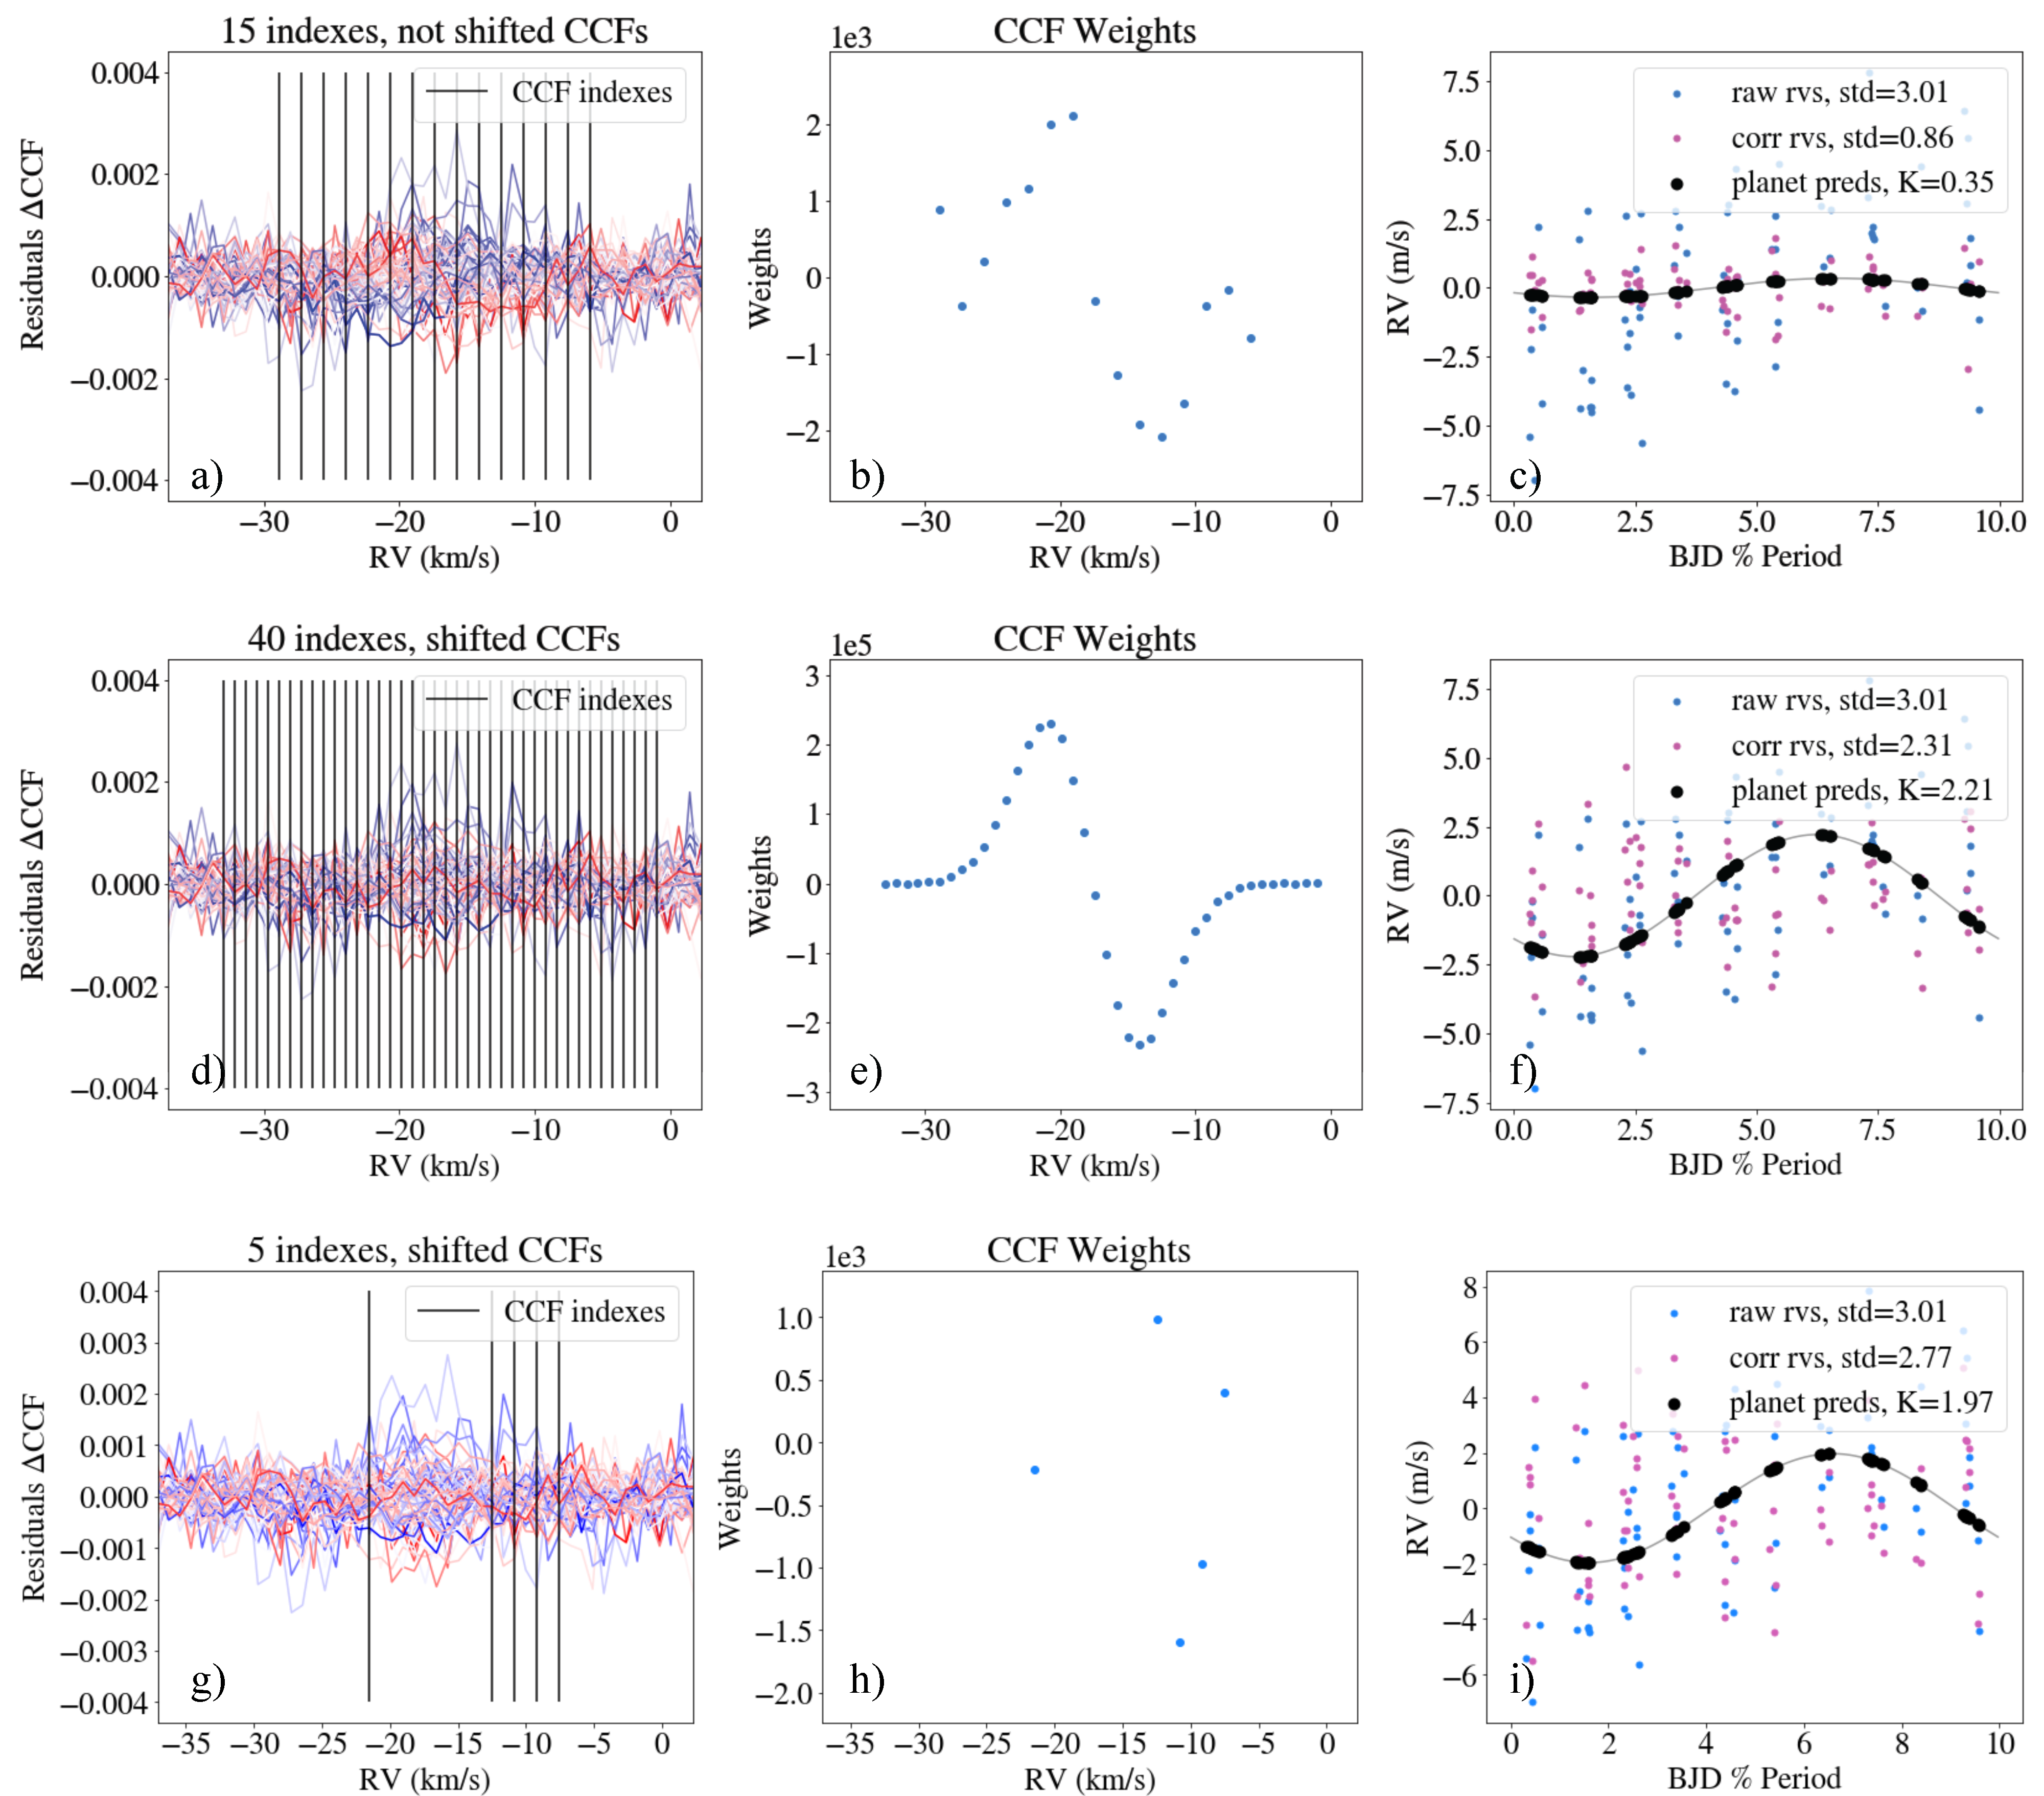 15 indexes, not shifted CCFs
CCF indexes
Residuals ΔCCF
0.004
0.002
0.000
−0.002
−0.004
a)
−30 −20 −10 0
RV (km/s)
CCF Weights
1e3
Weights
2
1
0
−1
−2
b)
−30 −20 −10 0
RV (km/s)
raw rvs, std=3.01
corr rvs, std=0.86
planet preds, K=0.35
RV (m/s)
7.5
5.0
2.5
0.0
−2.5
−5.0
−7.5
c)
0.0 2.5 5.0 7.5 10.0
BJD % Period
40 indexes, shifted CCFs
CCF indexes
Residuals ΔCCF
0.004
0.002
0.000
−0.002
−0.004
d)
−30 −20 −10 0
RV (km/s)
CCF Weights
1e5
Weights
3
2
1
0
−1
−2
−3
e)
−30 −20 −10 0
RV (km/s)
raw rvs, std=3.01
corr rvs, std=2.31
planet preds, K=2.21
RV (m/s)
7.5
5.0
2.5
0.0
−2.5
−5.0
−7.5
f)
0.0 2.5 5.0 7.5 10.0
BJD % Period
5 indexes, shifted CCFs
CCF indexes
Residuals ΔCCF
0.004
0.003
0.002
0.001
0.000
−0.001
−0.002
−0.003
−0.004
g)
−35 −30 −25 −20 −15 −10 −5 0
RV (km/s)
CCF Weights
1e3
Weights
1.0
0.5
0.0
−0.5
−1.0
−1.5
−2.0
h)
−35 −30 −25 −20 −15 −10 −5 0
RV (km/s)
raw rvs, std=3.01
corr rvs, std=2.77
planet preds, K=1.97
RV (m/s)
8
6
4
2
0
−2
−4
−6
i)
0 2 4 6 8 10
BJD % Period